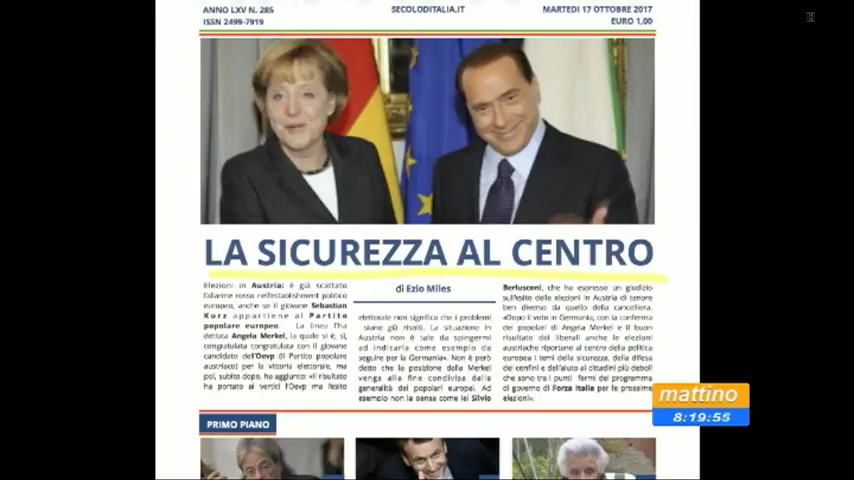 ANNO LXV N. 285
SECOLODITALIA.IT
MARTEDI 17 OTTOBRE 2017
ISSN 2499-7919
EURO 1,00
LA SICUREZZA AL CENTRO
Elezioni in Austria: è già scattato
l'allarme rosso nell'establishment politico
europeo, anche se il giovane Sebastian
Kurz appartiene al Partito
popolare europeo. La linea l'ha
dettata Angela Merkel, la quale si è, sì,
congratulata congratulata con il giovane
candidato dell'Oevp (il Partito popolare
austriaco) per la vittoria elettorale, ma
poi, subito dopo, ha aggiunto: «Il risultato
ha portato ai vertici l'Oevp ma l'esito
di Ezio Miles
elettorale non significa che i problemi
siano già risolti. La situazione in
Austria non è tale da spingermi
ad indicarla come esempio da
seguire per la Germania». Non è però
detto che la posizione della Merkel
venga alla fine condivisa dalla
generalità dei popolari europei. Ad
esempio non la pensa come lei Silvio
Berlusconi, che ha espresso un giudizio
sull'esito delle elezioni in Austria di tenore
ben diverso da quello della cancelliera.
«Dopo il voto in Germania, con la conferma
dei popolari di Angela Merkel e il buon
risultato dei liberali anche le elezioni
austriache riportano al centro della politica
europea i temi della sicurezza, della difesa
dei confini e dell'aiuto ai cittadini più deboli
che sono tra i punti fermi del programma
di governo di Forza Italia per le prossime
elezioni».
PRIMO PIANO
mattino
8:19:55